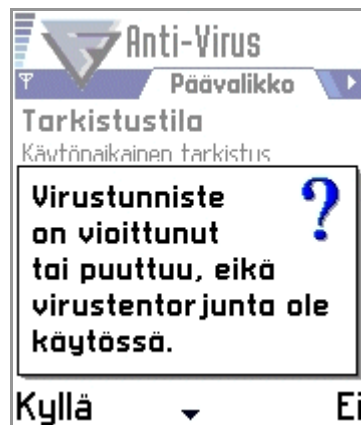 Anti-Virus
Päävalikko
Tarkistustila
Käytönaikainen tarkistus
Virustunniste
on vioittunut
tai puuttuu, eikä
virustentorjunta ole
käytössä.
Kyllä Ei